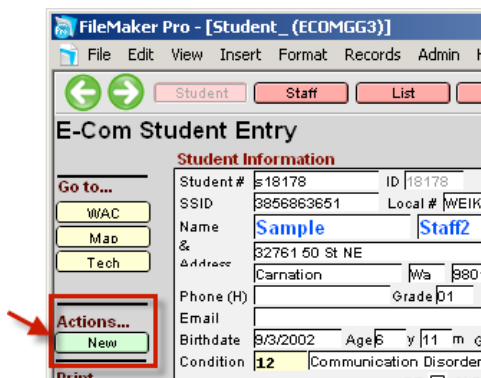 FileMaker Pro - [Student_ (ECOMGG3)]
File Edit View Insert Format Records Admin
Student Staff List
E-Com Student Entry
Student Information
Go to...
WAC
Map
Tech
Actions...
New
Print
Student # s18178 ID 18178
SSID 3856863651 Local # WEIK
Name Sample Staff2
& 32761 50 St NE
Address
Carnation Wa 980
Phone (H) Grade 01
Email
Birthdate 9/3/2002 Age 6 y 11 m
Condition 12 Communication Disorder